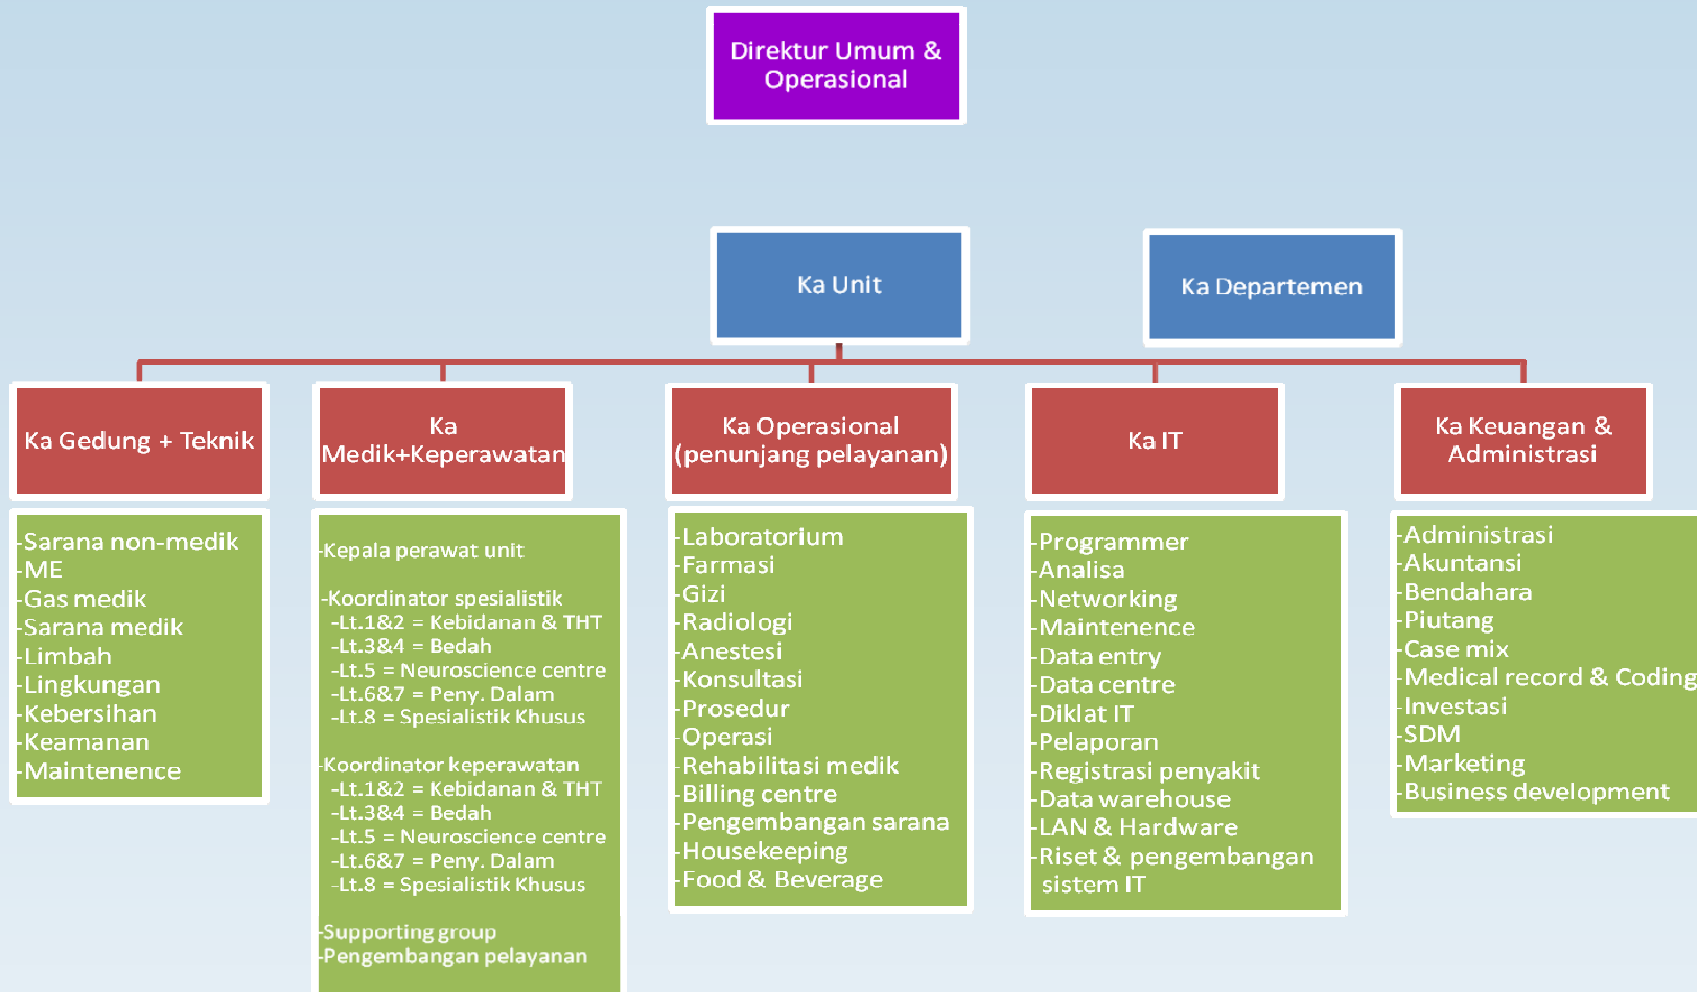 Direktur Umum &
Operasional
Ka Unit
Ka Departemen
Ka Gedung + Teknik
Ka
Medik+Keperawatan
Ka Operasional
(penunjang pelayanan)
Ka IT
Ka Keuangan &
Administrasi
-Sarana non-medik
-ME
-Gas medik
-Sarana medik
-Limbah
-Lingkungan
-Kebersihan
-Keamanan
-Maintenence
-Kepala perawat unit
-Koordinator spesialistik
-Lt.1&2 = Kebidanan & THT
-Lt.3&4 = Bedah
-Lt.5 = Neuroscience centre
-Lt.6&7 = Peny. Dalam
-Lt.8 = Spesialistik Khusus
-Koordinator keperawatan
-Lt.1&2 = Kebidanan & THT
-Lt.3&4 = Bedah
-Lt.5 = Neuroscience centre
-Lt.6&7 = Peny. Dalam
-Lt.8 = Spesialistik Khusus
-Supporting group
-Pengembangan pelayanan
-Laboratorium
-Farmasi
-Gizi
-Radiologi
-Anestesi
-Konsultasi
-Prosedur
-Operasi
-Rehabilitasi medik
-Billing centre
-Pengembangan sarana
-Housekeeping
-Food & Beverage
-Programmer
-Analisa
-Networking
-Maintenence
-Data entry
-Data centre
-Diklat IT
-Pelaporan
-Registrasi penyakit
-Data warehouse
-LAN & Hardware
-Riset & pengembangan
sistem IT
-Administrasi
-Akuntansi
-Bendahara
-Piutang
-Case mix
-Medical record & Coding
-Investasi
-SDM
-Marketing
-Business development